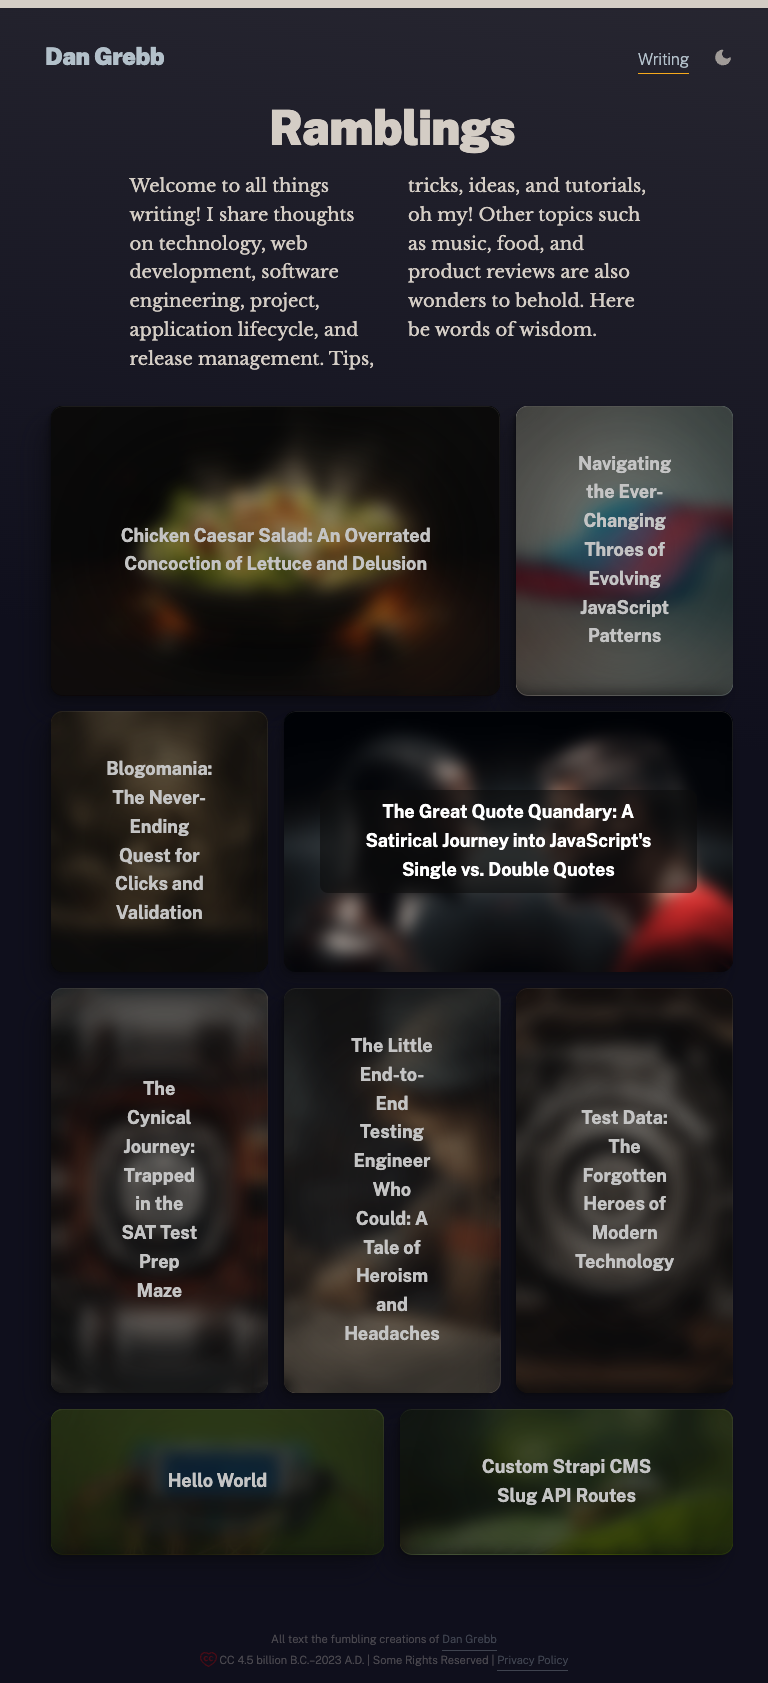 Dan Grebb
Writing
Ramblings
Welcome to all things
writing! I share thoughts
on technology, web
development, software
engineering, project,
application lifecycle, and
release management. Tips,
tricks, ideas, and tutorials,
oh my! Other topics such
as music, food, and
product reviews are also
wonders to behold. Here
be words of wisdom.
Chicken Caesar Salad: An Overrated
Concoction of Lettuce and Delusion
Navigating
the Ever-
Changing
Throes of
Evolving
JavaScript
Patterns
Blogomania:
The Never-
Ending
Quest for
Clicks and
Validation
The Great Quote Quandary: A
Satirical Journey into JavaScript's
Single vs. Double Quotes
The
Cynical
Journey:
Trapped
in the
SAT Test
Prep
Maze
The Little
End-to-
End
Testing
Engineer
Who
Could: A
Tale of
Heroism
and
Headaches
Test Data:
The
Forgotten
Heroes of
Modern
Technology
Hello World
Custom Strapi CMS
Slug API Routes
All text the fumbling creations of Dan Grebb
CC 4.5 billion B.C.–2023 A.D. | Some Rights Reserved | Privacy Policy